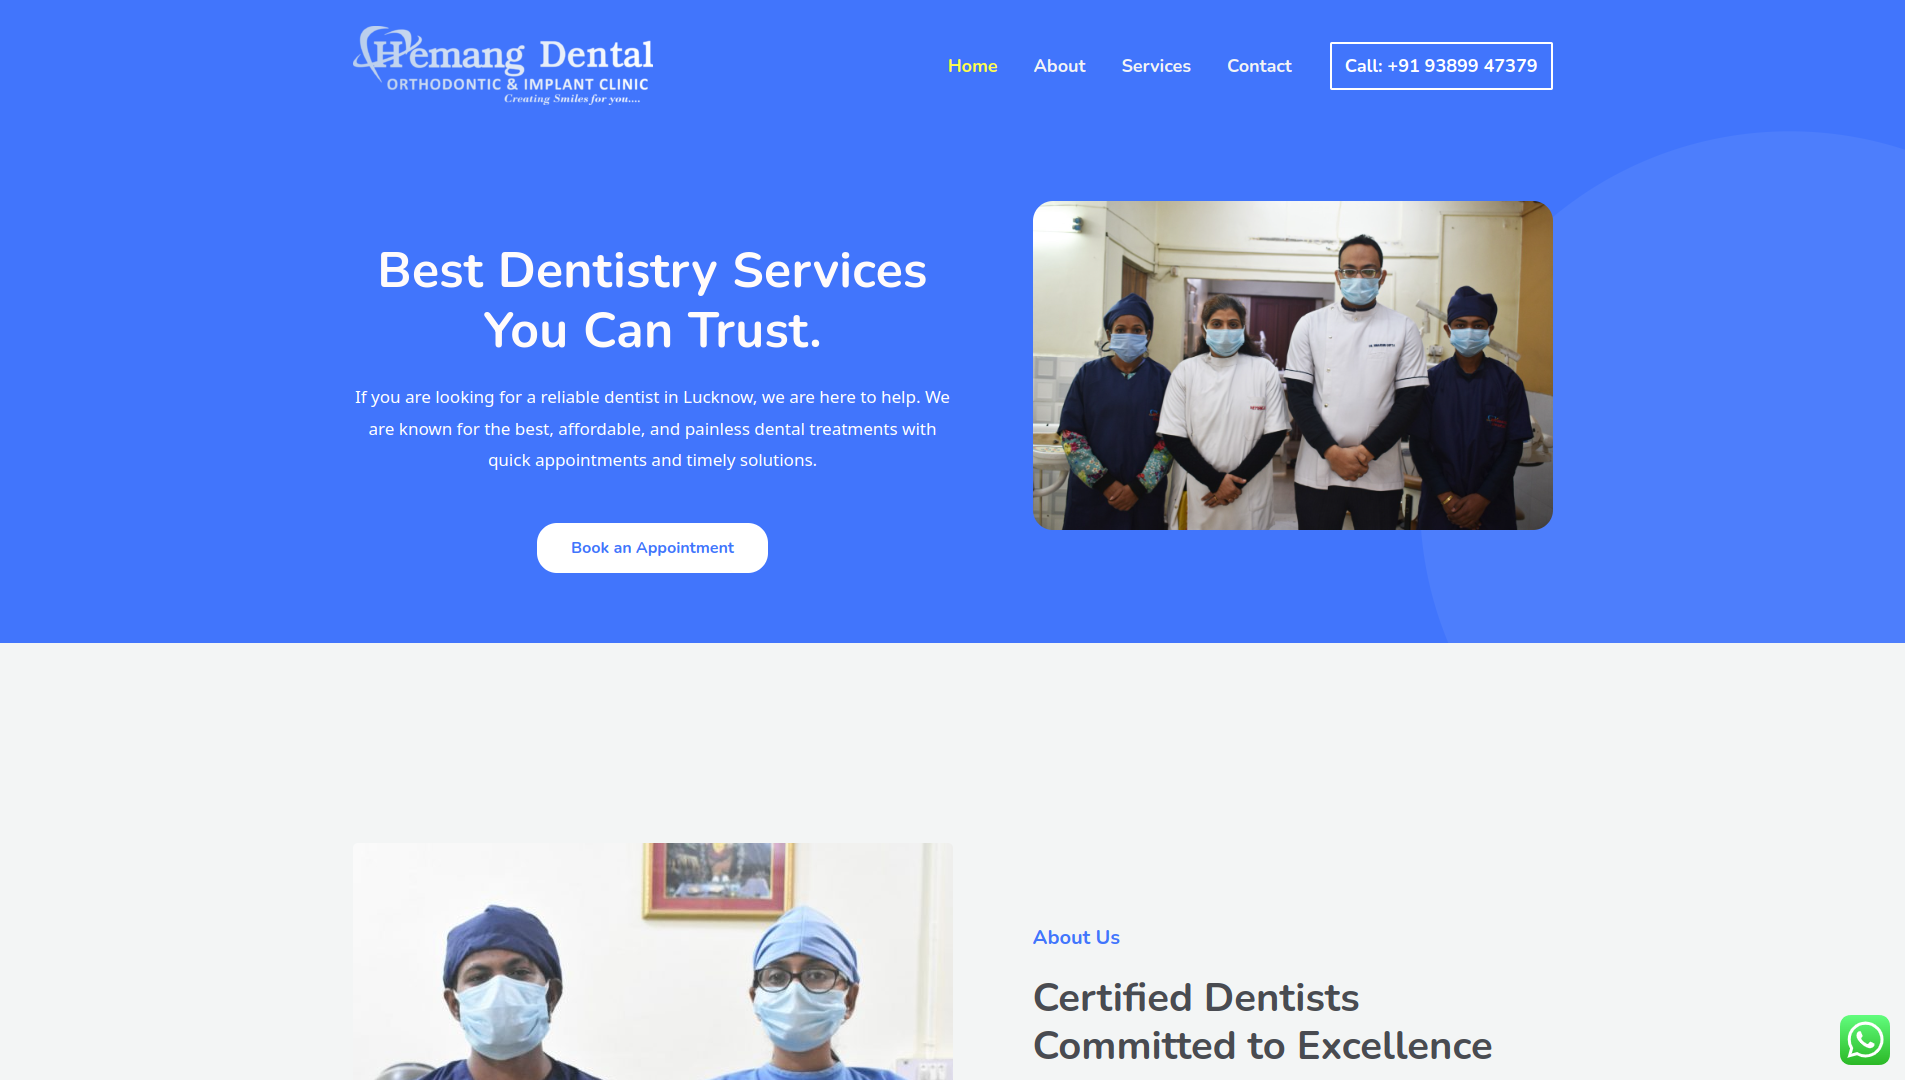 Hemang Dental
ORTHODONTIC & IMPLANT CLINIC
Creating Smiles for you....
Home
About
Services
Contact
Call: +91 93899 47379
Best Dentistry Services
You Can Trust.
If you are looking for a reliable dentist in Lucknow, we are here to help. We
are known for the best, affordable, and painless dental treatments with
quick appointments and timely solutions.
Book an Appointment
About Us
Certified Dentists
Committed to Excellence